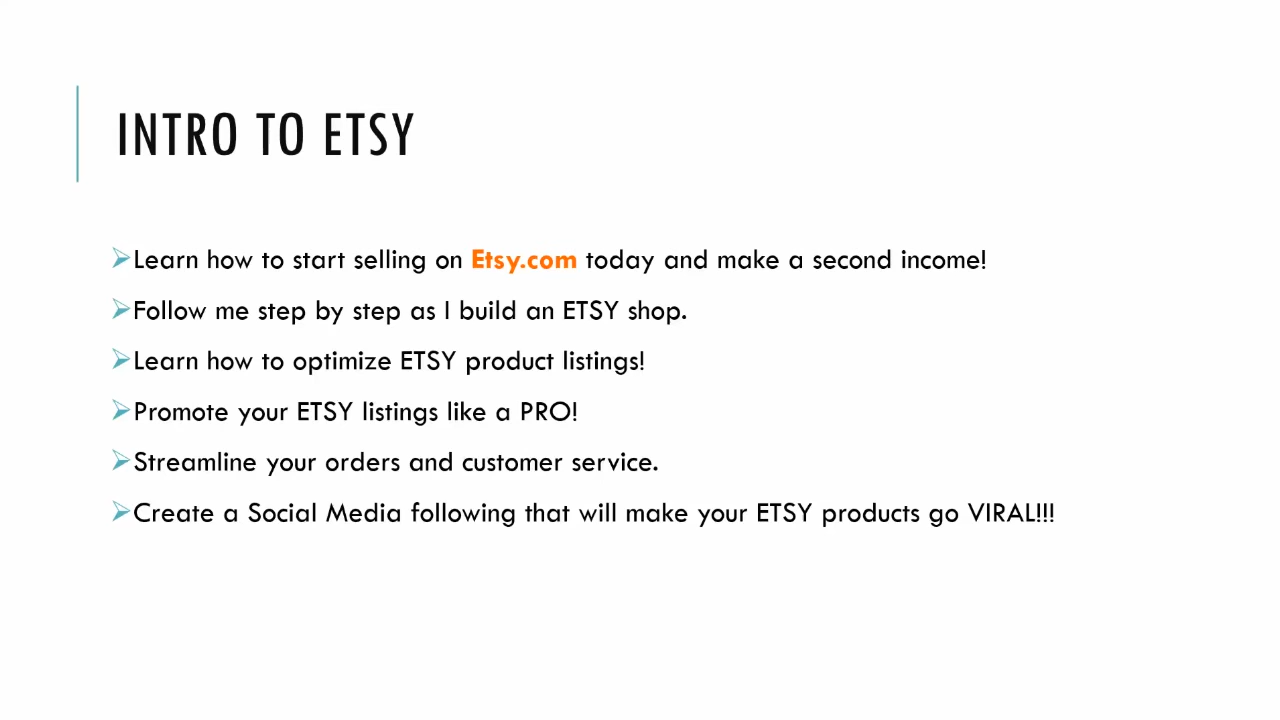 INTRO TO ETSY
➢Learn how to start selling on Etsy.com today and make a second income!
➢Follow me step by step as I build an ETSY shop.
➢Learn how to optimize ETSY product listings!
➢Promote your ETSY listings like a PRO!
➢Streamline your orders and customer service.
➢Create a Social Media following that will make your ETSY products go VIRAL!!!